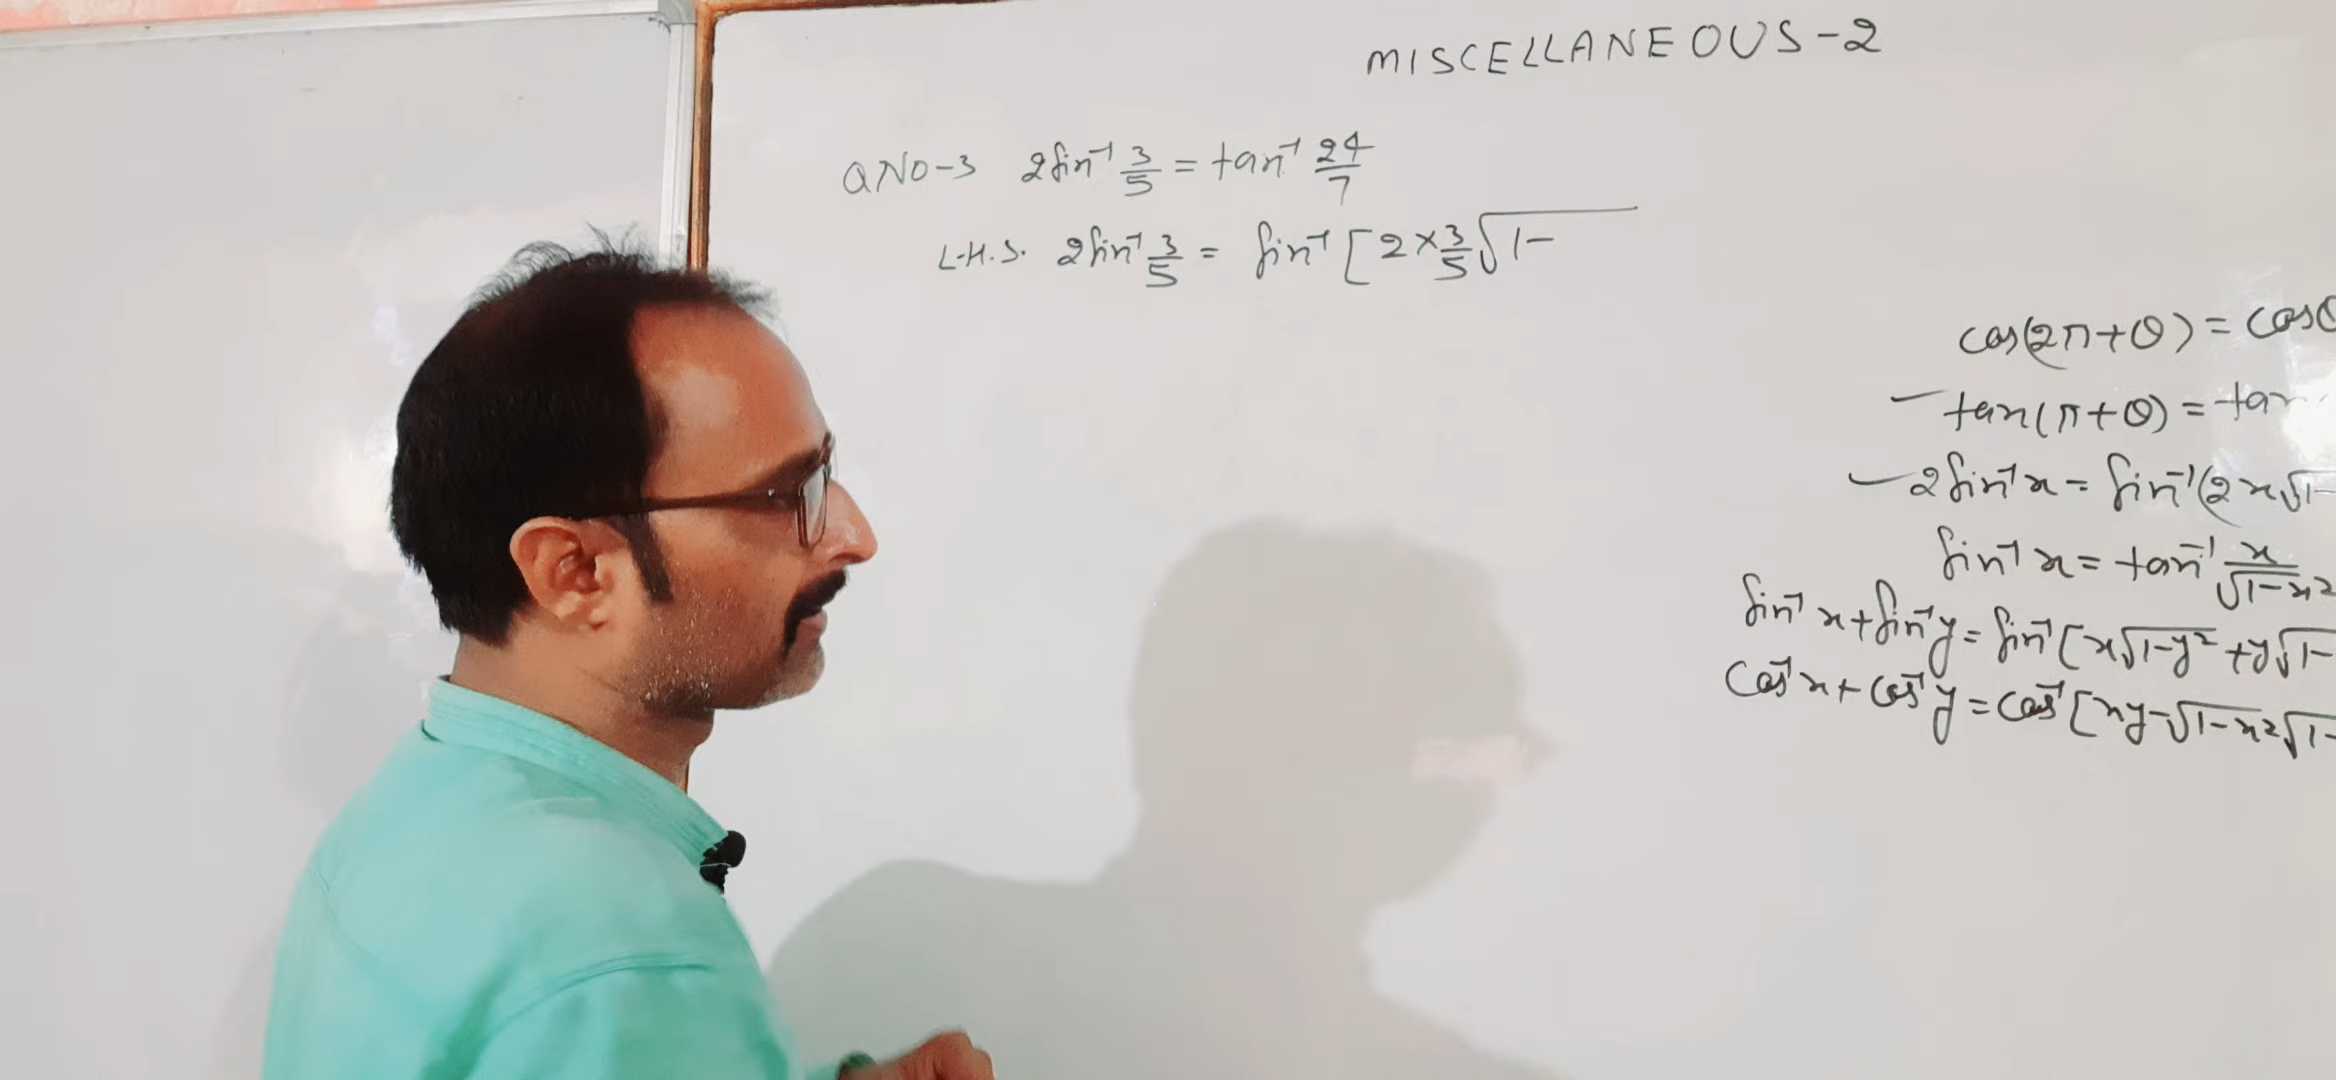 MISCELLANEOUS-2
QNO-3 2sin⁻¹ 3/5 = tan⁻¹ 24/7
L.H.S. 2sin⁻¹ 3/5 = sin⁻¹ [2×3/5 √1-
cos(2π+θ) = cosθ
- tan(π+θ) = tan
- 2sin⁻¹x = sin⁻¹(2x√1-
sin⁻¹x = tan⁻¹ x/√1-x²
sin⁻¹x + sin⁻¹y = sin⁻¹[x√1-y² + y√1-
cos⁻¹x + cos⁻¹y = cos⁻¹[xy-√1-x²√1-